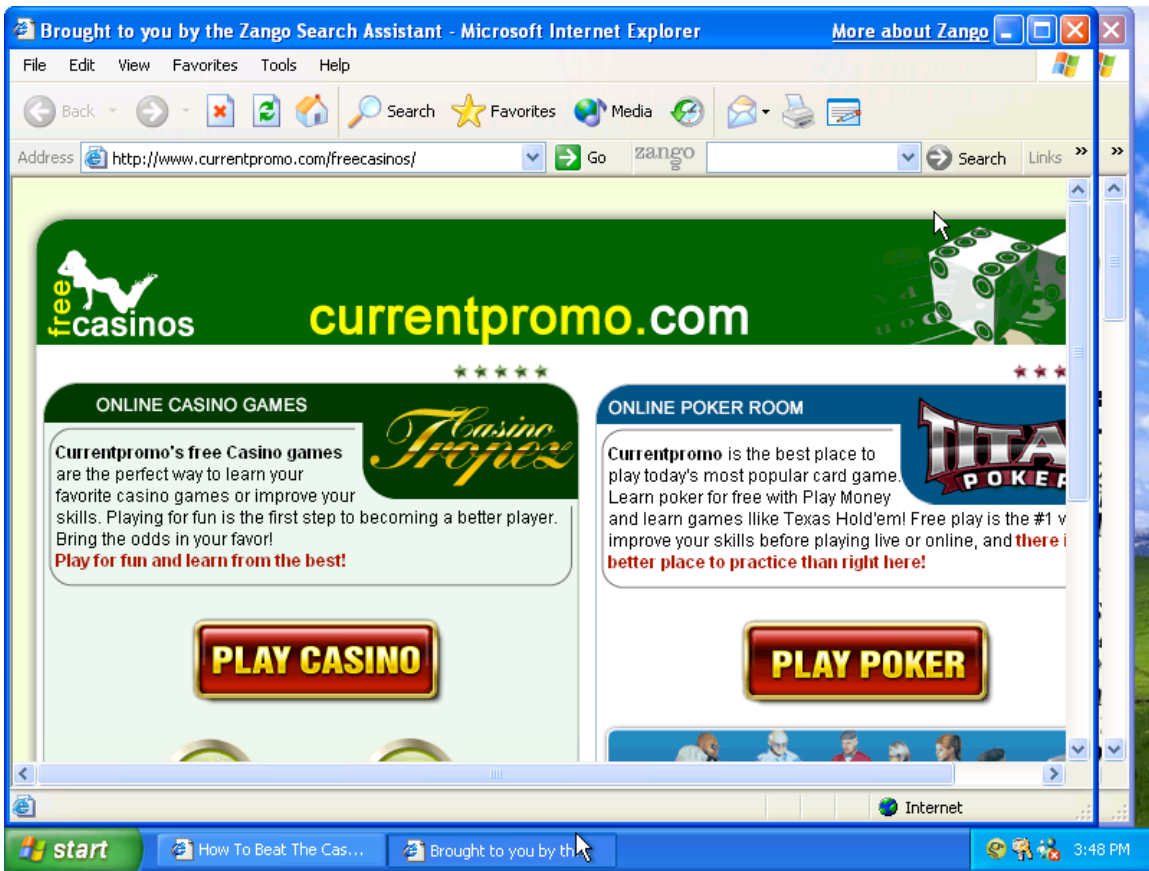 Brought to you by the Zango Search Assistant - Microsoft Internet Explorer More about Zango
File Edit View Favorites Tools Help
Back Search Favorites Media
Address http://www.currentpromo.com/freecasinos/ Go zango Search Links »
»
free
casinos
currentpromo.com
ONLINE CASINO GAMES
Casino
Tropez
Currentpromo's free Casino games
are the perfect way to learn your
favorite casino games or improve your
skills. Playing for fun is the first step to becoming a better player.
Bring the odds in your favor!
Play for fun and learn from the best!
PLAY CASINO
ONLINE POKER ROOM
TITA
POKER
Currentpromo is the best place to
play today's most popular card game.
Learn poker for free with Play Money
and learn games llike Texas Hold'em! Free play is the #1
improve your skills before playing live or online, and there
better place to practice than right here!
PLAY POKER
Internet
start How To Beat The Cas... Brought to you by th 3:48 PM